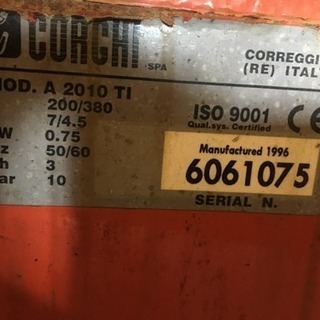 CORGHI
SPA
CORREGGI
(RE) ITAL
OD. A 2010 TI
200/380
7/4.5
W 0.75
z 50/60
h 3
ar 10
ISO 9001
Qual.sys. Certified
CE
Manufactured 1996
6061075
SERIAL N.